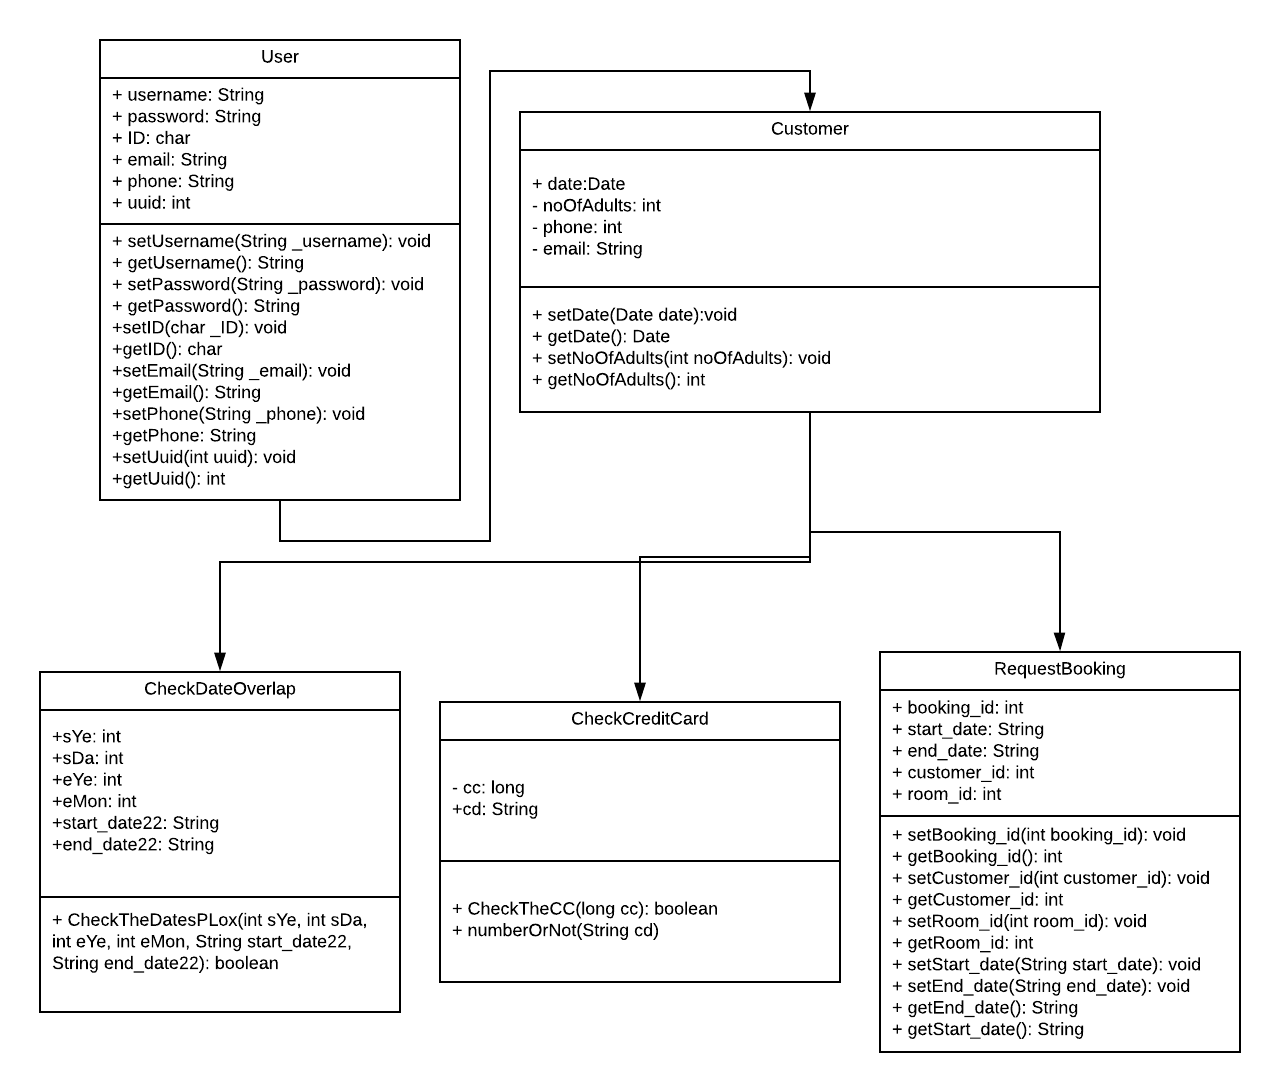 User
+ username: String
+ password: String
+ ID: char
+ email: String
+ phone: String
+ uuid: int
+ setUsername(String _username): void
+ getUsername(): String
+ setPassword(String _password): void
+ getPassword(): String
+setID(char _ID): void
+getID(): char
+setEmail(String _email): void
+getEmail(): String
+setPhone(String _phone): void
+getPhone: String
+setUuid(int uuid): void
+getUuid(): int
Customer
+ date:Date
- noOfAdults: int
- phone: int
- email: String
+ setDate(Date date):void
+ getDate(): Date
+ setNoOfAdults(int noOfAdults): void
+ getNoOfAdults(): int
CheckDateOverlap
+sYe: int
+sDa: int
+eYe: int
+eMon: int
+start_date22: String
+end_date22: String
+ CheckTheDatesPLox(int sYe, int sDa,
int eYe, int eMon, String start_date22,
String end_date22): boolean
CheckCreditCard
- cc: long
+cd: String
+ CheckTheCC(long cc): boolean
+ numberOrNot(String cd)
RequestBooking
+ booking_id: int
+ start_date: String
+ end_date: String
+ customer_id: int
+ room_id: int
+ setBooking_id(int booking_id): void
+ getBooking_id(): int
+ setCustomer_id(int customer_id): void
+ getCustomer_id: int
+ setRoom_id(int room_id): void
+ getRoom_id: int
+ setStart_date(String start_date): void
+ setEnd_date(String end_date): void
+ getEnd_date(): String
+ getStart_date(): String